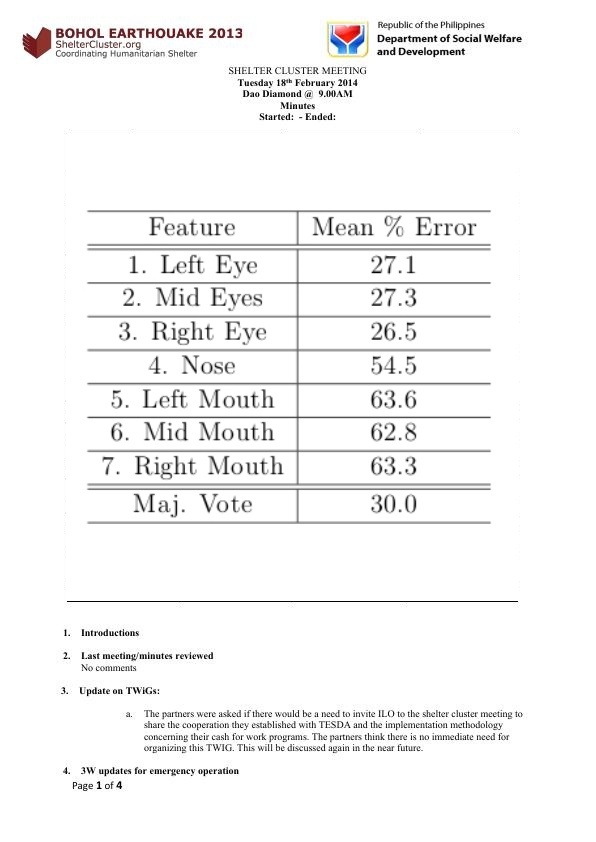 BOHOL EARTHQUAKE 2013
ShelterCluster.org
Coordinating Humanitarian Shelter
Republic of the Philippines
Department of Social Welfare
and Development
SHELTER CLUSTER MEETING
Tuesday 18th February 2014
Dao Diamond @ 9.00AM
Minutes
Started: - Ended:
Feature Mean % Error
1. Left Eye 27.1
2. Mid Eyes 27.3
3. Right Eye 26.5
4. Nose 54.5
5. Left Mouth 63.6
6. Mid Mouth 62.8
7. Right Mouth 63.3
Maj. Vote 30.0
1. Introductions
2. Last meeting/minutes reviewed
No comments
3. Update on TWiGs:
a. The partners were asked if there would be a need to invite ILO to the shelter cluster meeting to
share the cooperation they established with TESDA and the implementation methodology
concerning their cash for work programs. The partners think there is no immediate need for
organizing this TWIG. This will be discussed again in the near future.
4. 3W updates for emergency operation
Page 1 of 4